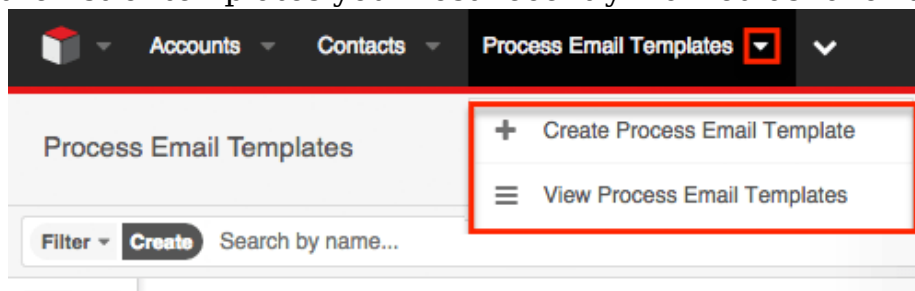 Accounts Contacts Process Email Templates
Process Email Templates
Create Process Email Template
View Process Email Templates
Filter Create Search by name...